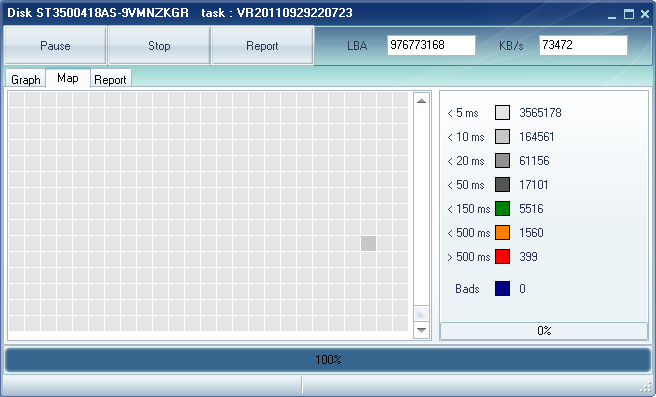 Disk ST3500418AS-9VMNZKGR task : VR20110929220723
Pause Stop Report LBA 976773168 KB/s 73472
Graph Map Report
< 5 ms 3565178
< 10 ms 164561
< 20 ms 61156
< 50 ms 17101
< 150 ms 5516
< 500 ms 1560
> 500 ms 399
Bads 0
0%
100%